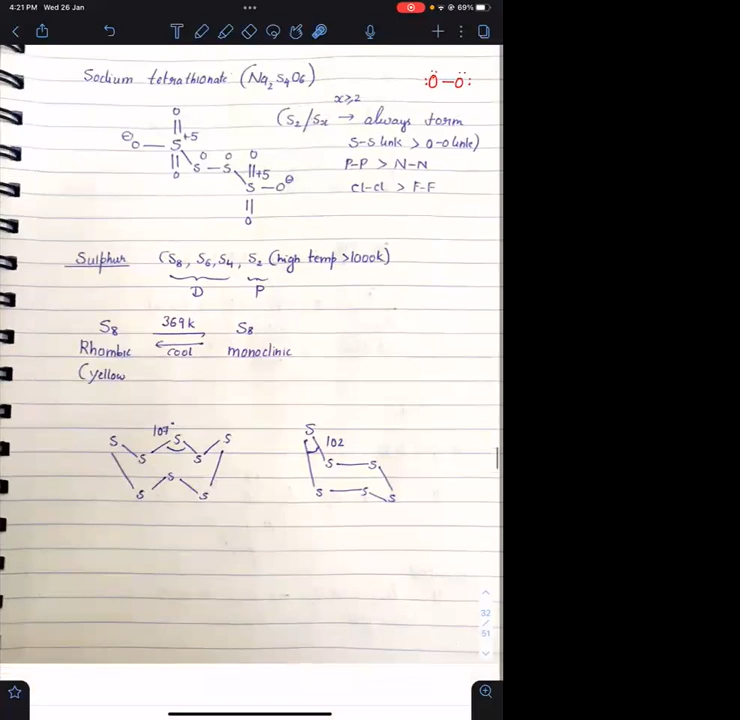 4:21 PM Wed 26 Jan
69%
Sodium tetrathionate (Na2S4O6)
:Ö–Ö:
x≥2
(S2/Sx → always form
S-S link > O-O link)
P-P > N-N
Cl-Cl > F-F
O
⊖O — S +5
O
O O O
S — S
+5
S — O⊖
O
Sulphur (S8, S6, S4, S2 (high temp >1000k)
D P
S8 369k S8
Rhombic cool monoclinic
(yellow
107°
S S S
S S
S S S
S
102
S — S
S — S S
32
/
51